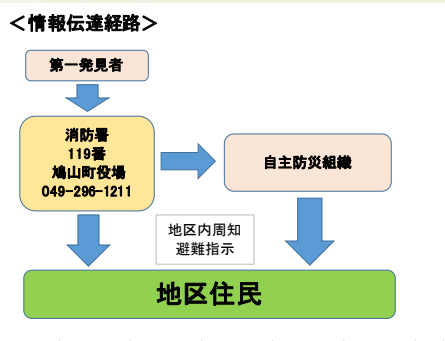 ＜情報伝達経路＞
第一発見者
消防署
119番
鳩山町役場
049-296-1211
自主防災組織
地区内周知
避難指示
地区住民